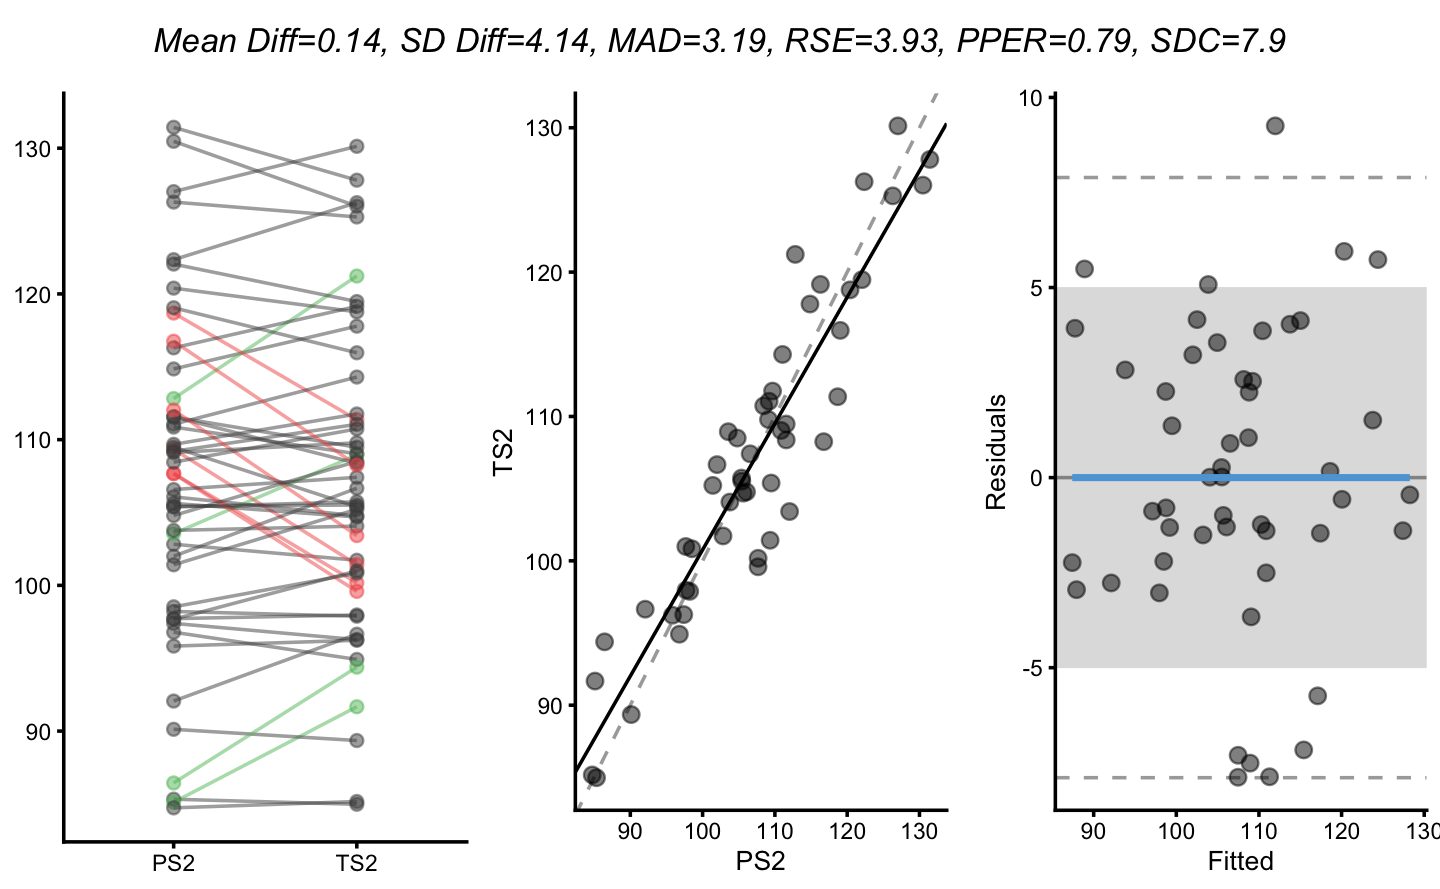 Mean Diff=0.14, SD Diff=4.14, MAD=3.19, RSE=3.93, PPER=0.79, SDC=7.9
130
120
110
100
90
PS2 TS2
TS2
130
120
110
100
90
90 100 110 120 130
PS2
Residuals
10
5
0
-5
90 100 110 120 130
Fitted